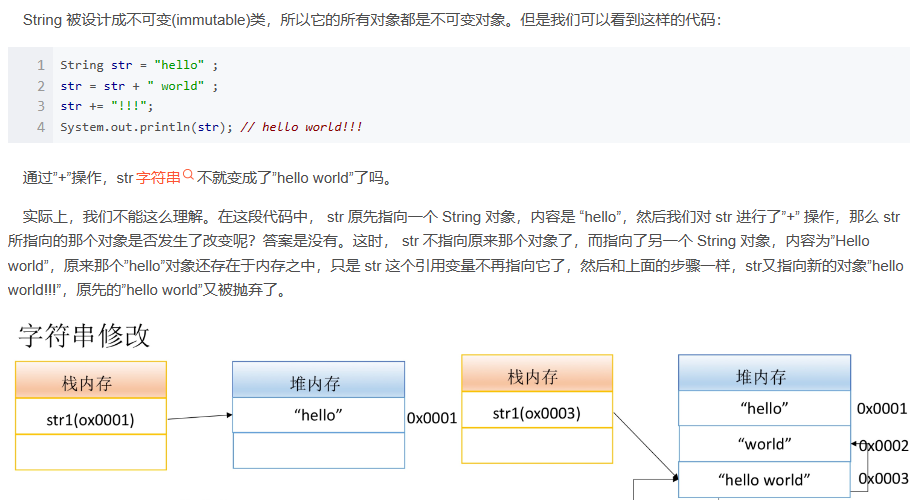 String 被设计成不可变(immutable)类，所以它的所有对象都是不可变对象。但是我们可以看到这样的代码：
1 String str = "hello" ;
2 str = str + " world" ;
3 str += "!!!";
4 System.out.println(str); // hello world!!!
通过”+”操作，str 字符串 不就变成了”hello world”了吗。
实际上，我们不能这么理解。在这段代码中， str 原先指向一个 String 对象，内容是 “hello”，然后我们对 str 进行了”+” 操作，那么 str
所指向的那个对象是否发生了改变呢？答案是没有。这时， str 不指向原来那个对象了，而指向了另一个 String 对象，内容为”Hello
world”，原来那个”hello”对象还存在于内存之中，只是 str 这个引用变量不再指向它了，然后和上面的步骤一样，str又指向新的对象”hello
world!!!”，原先的”hello world”又被抛弃了。
字符串修改
栈内存
str1(ox0001)
堆内存
“hello”
0x0001
栈内存
str1(ox0003)
堆内存
“hello”
0x0001
“world”
0x0002
“hello world”
0x0003